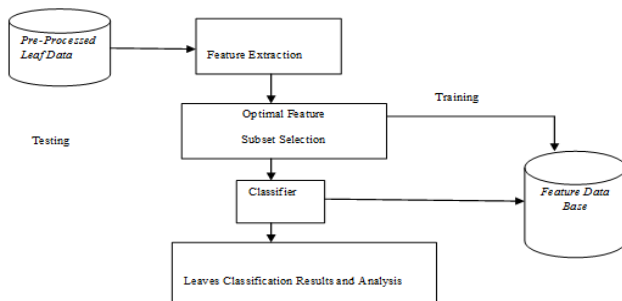 Pre-Processed
Leaf Data
Feature Extraction
Training
Optimal Feature
Subset Selection
Testing
Classifier
Feature Data
Base
Leaves Classification Results and Analysis